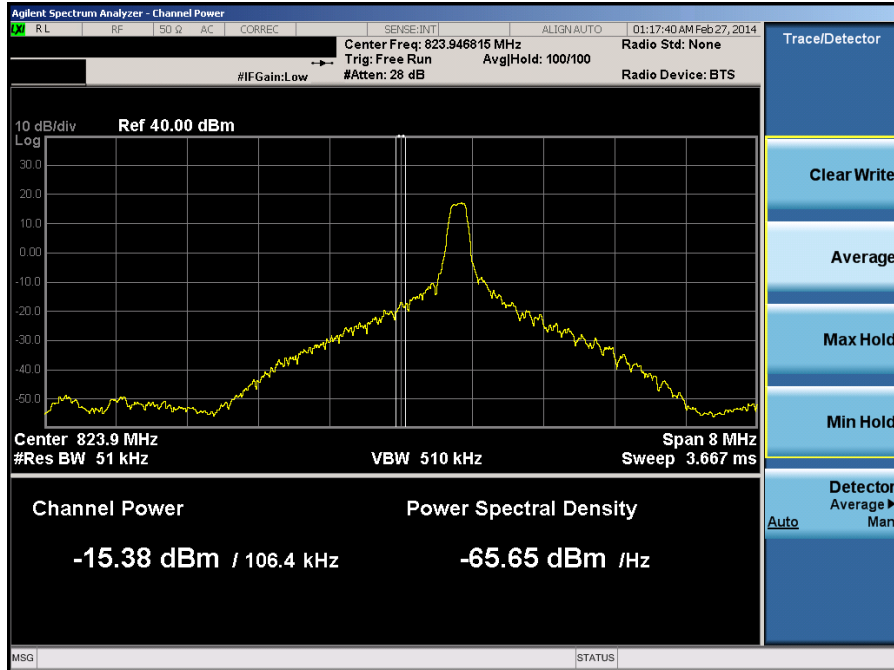 Agilent Spectrum Analyzer - Channel Power
LXI RL RF 50 Ω AC CORREC SENSE:INT ALIGN AUTO 01:17:40 AM Feb 27, 2014
Center Freq: 823.946815 MHz Radio Std: None
Trig: Free Run Avg|Hold: 100/100
#IFGain:Low #Atten: 28 dB Radio Device: BTS
Trace/Detector
10 dB/div Ref 40.00 dBm
Log
30.0
20.0
10.0
0.00
-10.0
-20.0
-30.0
-40.0
-50.0
Center 823.9 MHz Span 8 MHz
#Res BW 51 kHz VBW 510 kHz Sweep 3.667 ms
Channel Power Power Spectral Density
-15.38 dBm / 106.4 kHz -65.65 dBm /Hz
Clear Write
Average
Max Hold
Min Hold
Detector
Average
Auto Man
MSG STATUS